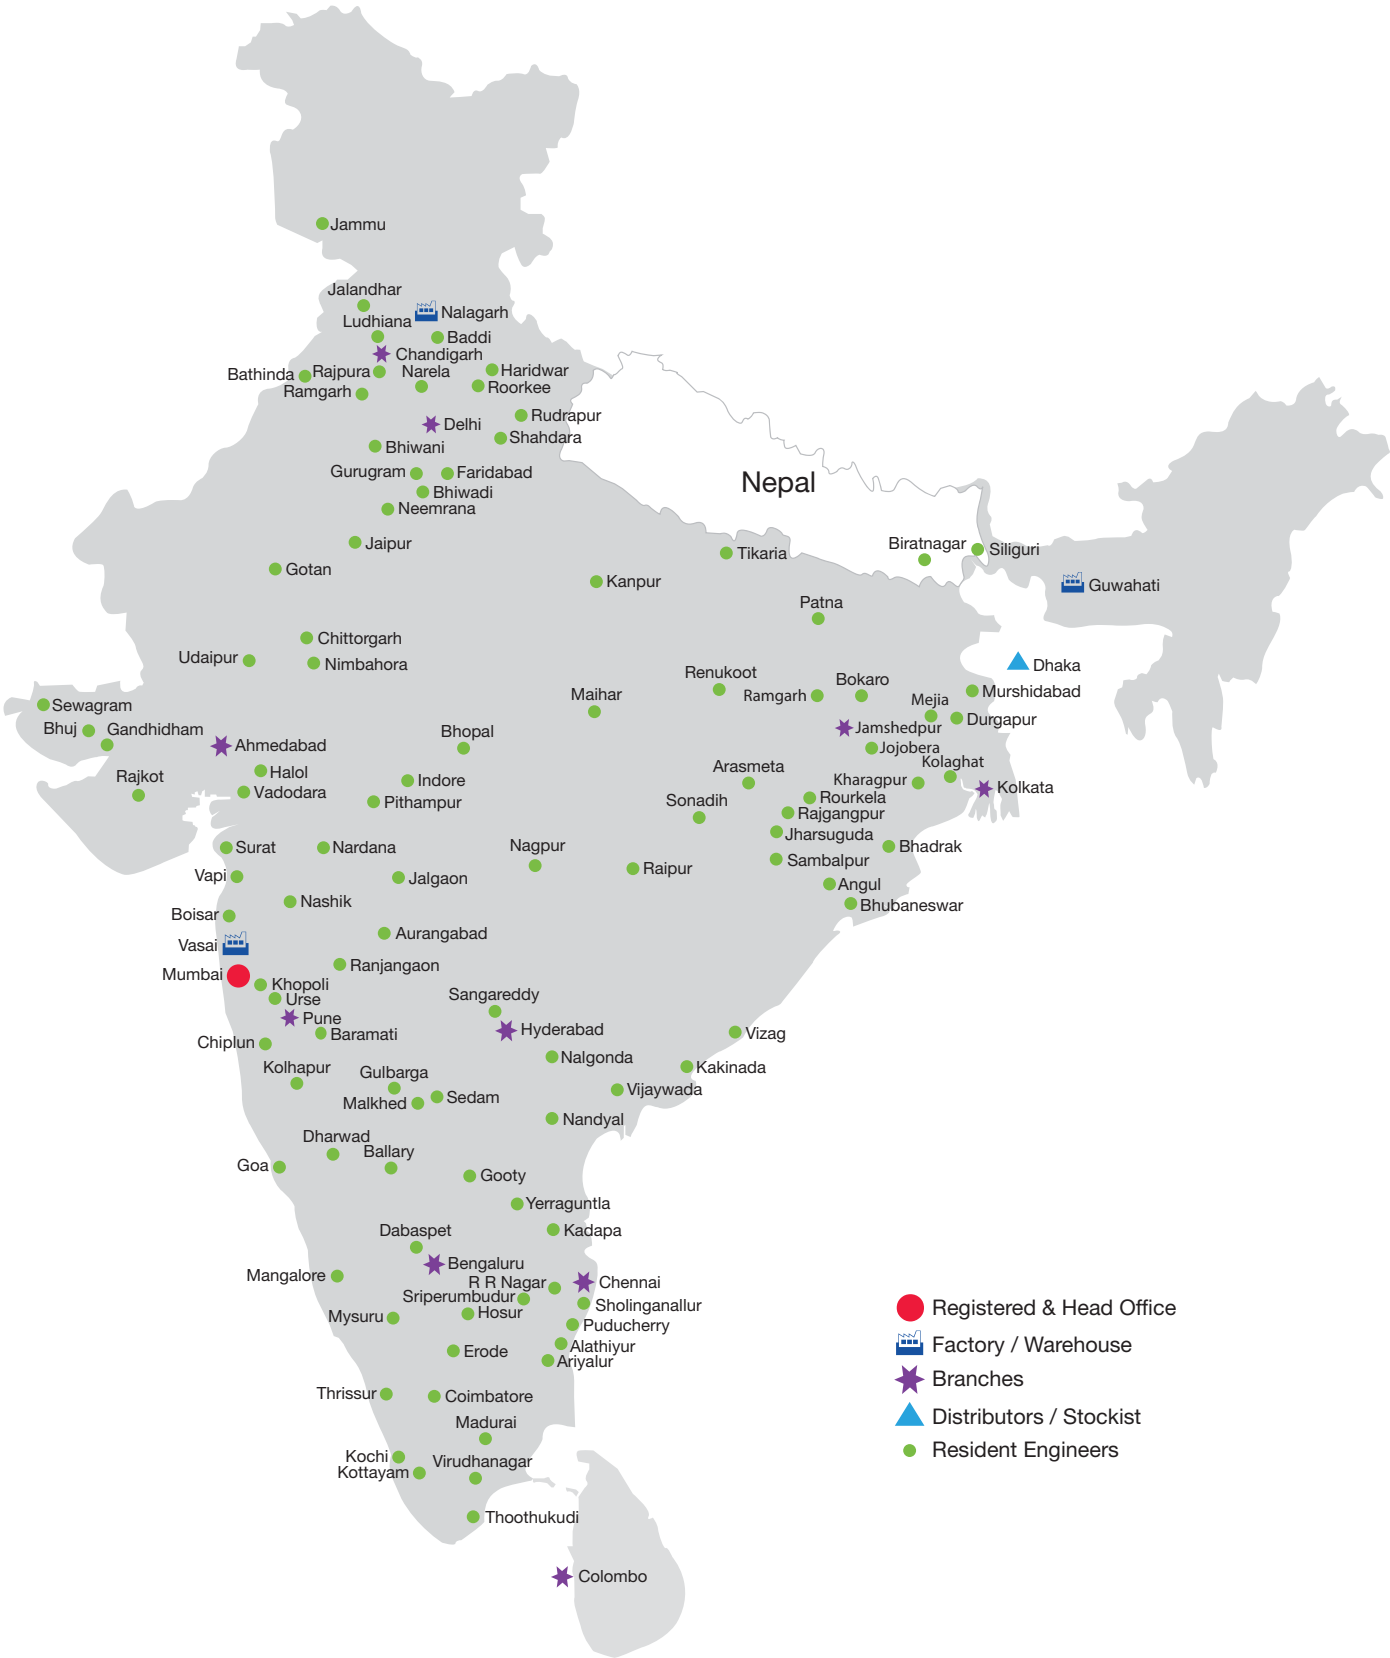 Jammu
Jalandhar
Nalagarh
Ludhiana
Baddi
Chandigarh
Bathinda
Rajpura
Narela
Haridwar
Ramgarh
Roorkee
Rudrapur
Delhi
Shahdara
Bhiwani
Gurugram
Faridabad
Bhiwadi
Neemrana
Nepal
Jaipur
Tikaria
Biratnagar
Siliguri
Gotan
Kanpur
Guwahati
Patna
Chittorgarh
Udaipur
Nimbahora
Dhaka
Renukoot
Bokaro
Ramgarh
Murshidabad
Maihar
Mejia
Sewagram
Durgapur
Bhuj
Gandhidham
Jamshedpur
Bhopal
Ahmedabad
Jojobera
Kolaghat
Halol
Arasmeta
Rajkot
Indore
Kharagpur
Kolkata
Vadodara
Pithampur
Sonadih
Rourkela
Rajgangpur
Jharsuguda
Surat
Nardana
Nagpur
Bhadrak
Sambalpur
Raipur
Vapi
Jalgaon
Angul
Nashik
Bhubaneswar
Boisar
Aurangabad
Vasai
Ranjangaon
Mumbai
Khopoli
Sangareddy
Urse
Pune
Hyderabad
Baramati
Vizag
Chiplun
Nalgonda
Kolhapur
Kakinada
Gulbarga
Vijaywada
Sedam
Malkhed
Nandyal
Dharwad
Ballary
Goa
Gooty
Yerraguntla
Dabaspet
Kadapa
Bengaluru
Mangalore
R R Nagar
Chennai
Sriperumbudur
Sholinganallur
Hosur
Mysuru
Puducherry
Alathiyur
Erode
Ariyalur
Thrissur
Coimbatore
Madurai
Kochi
Virudhanagar
Kottayam
Thoothukudi
Colombo
Registered & Head Office
Factory / Warehouse
Branches
Distributors / Stockist
Resident Engineers